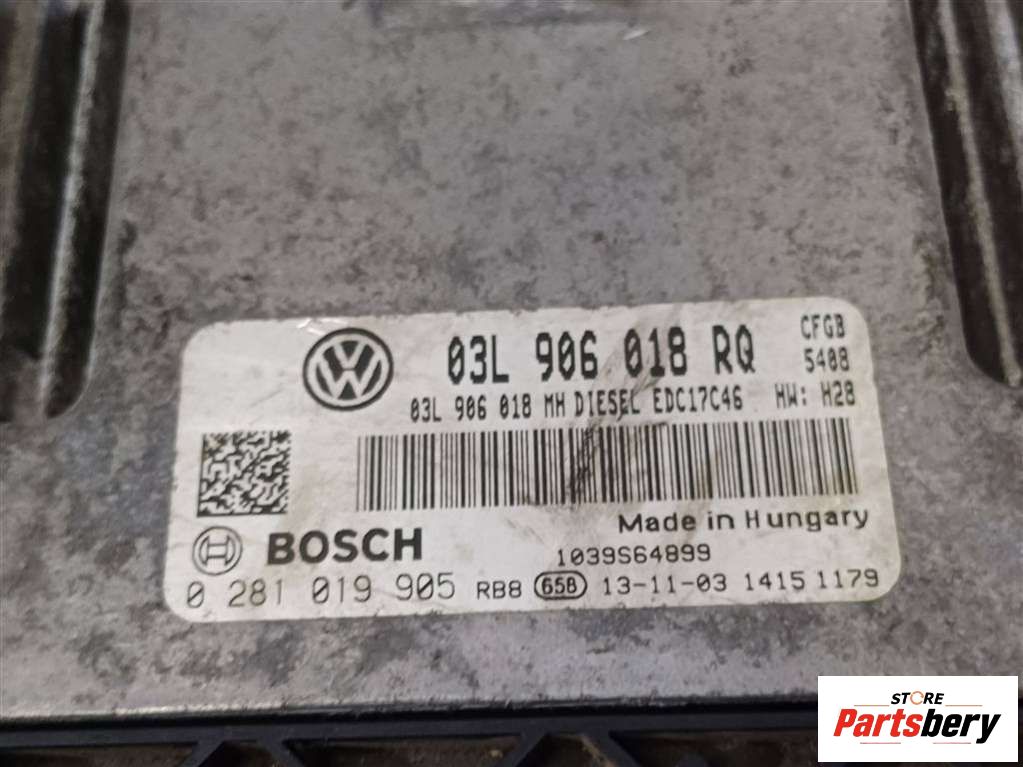 03L 906 018 RQ CFGB
5408
03L 906 018 MH DIESEL EDC17C46 HW: H28
Made in Hungary
BOSCH
1039S64899
0 281 019 905 RB8 65B 13-11-03 1415 1179
STORE
Partsbery